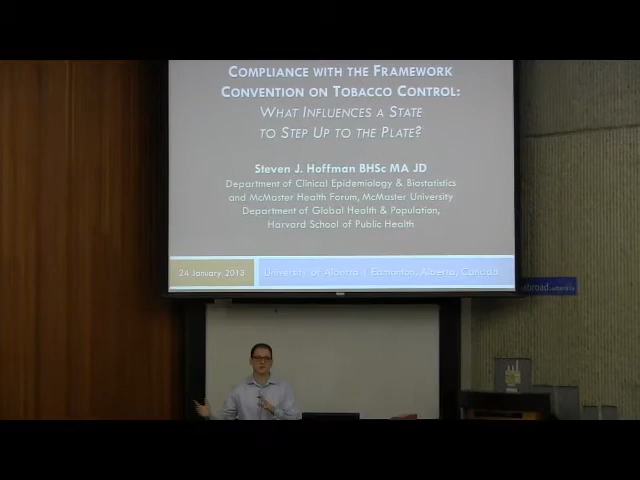 COMPLIANCE WITH THE FRAMEWORK
CONVENTION ON TOBACCO CONTROL:
WHAT INFLUENCES A STATE
TO STEP UP TO THE PLATE?
Steven J. Hoffman BHSc MA JD
Department of Clinical Epidemiology & Biostatistics
and McMaster Health Forum, McMaster University
Department of Global Health & Population,
Harvard School of Public Health
24 January 2013
University of Alberta | Edmonton, Alberta, Canada
abroad